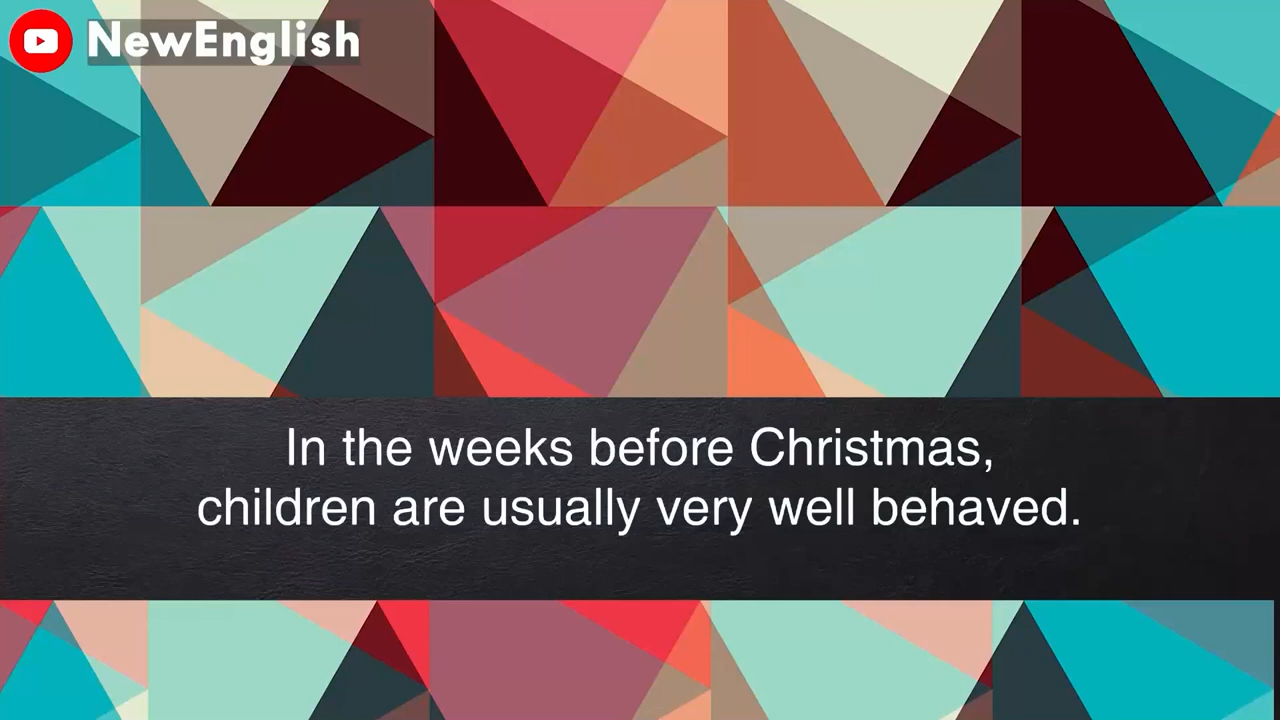 NewEnglish
In the weeks before Christmas,
children are usually very well behaved.